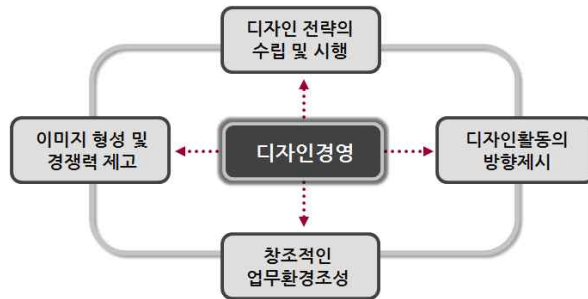 디자인 전략의
수립 및 시행
이미지 형성 및
경쟁력 제고
디자인경영
디자인활동의
방향제시
창조적인
업무환경조성